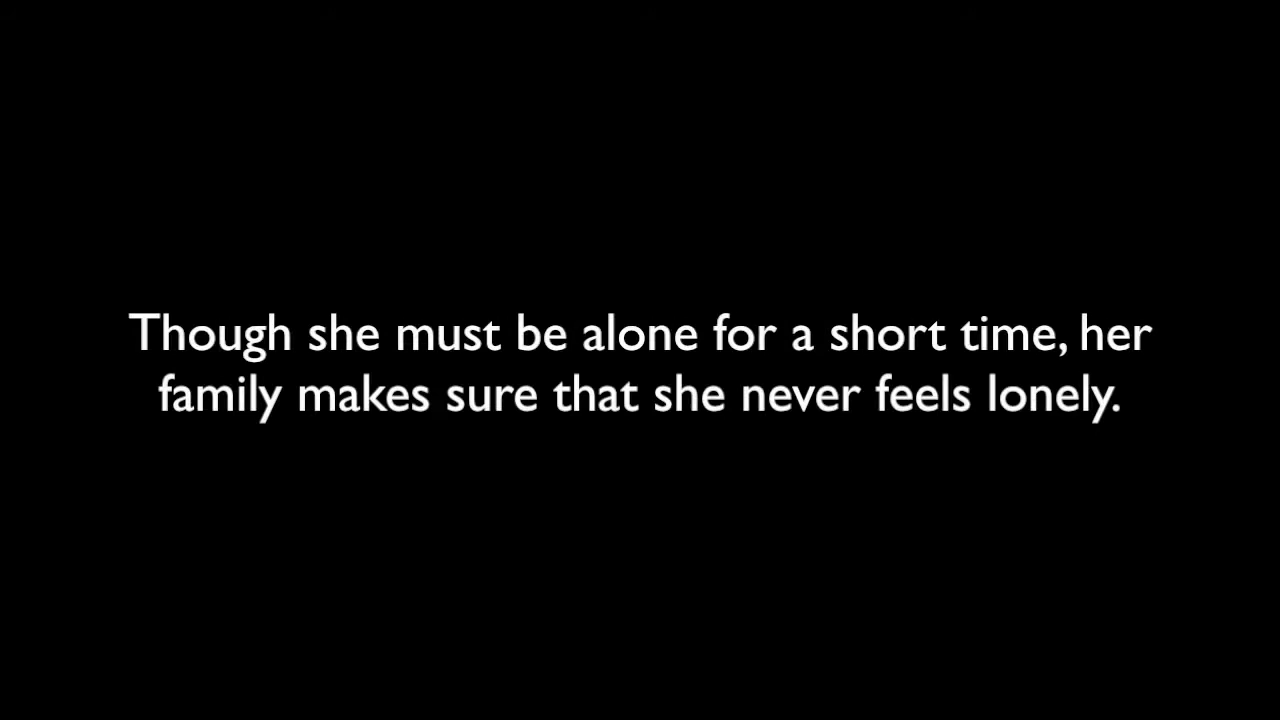 Though she must be alone for a short time, her
family makes sure that she never feels lonely.